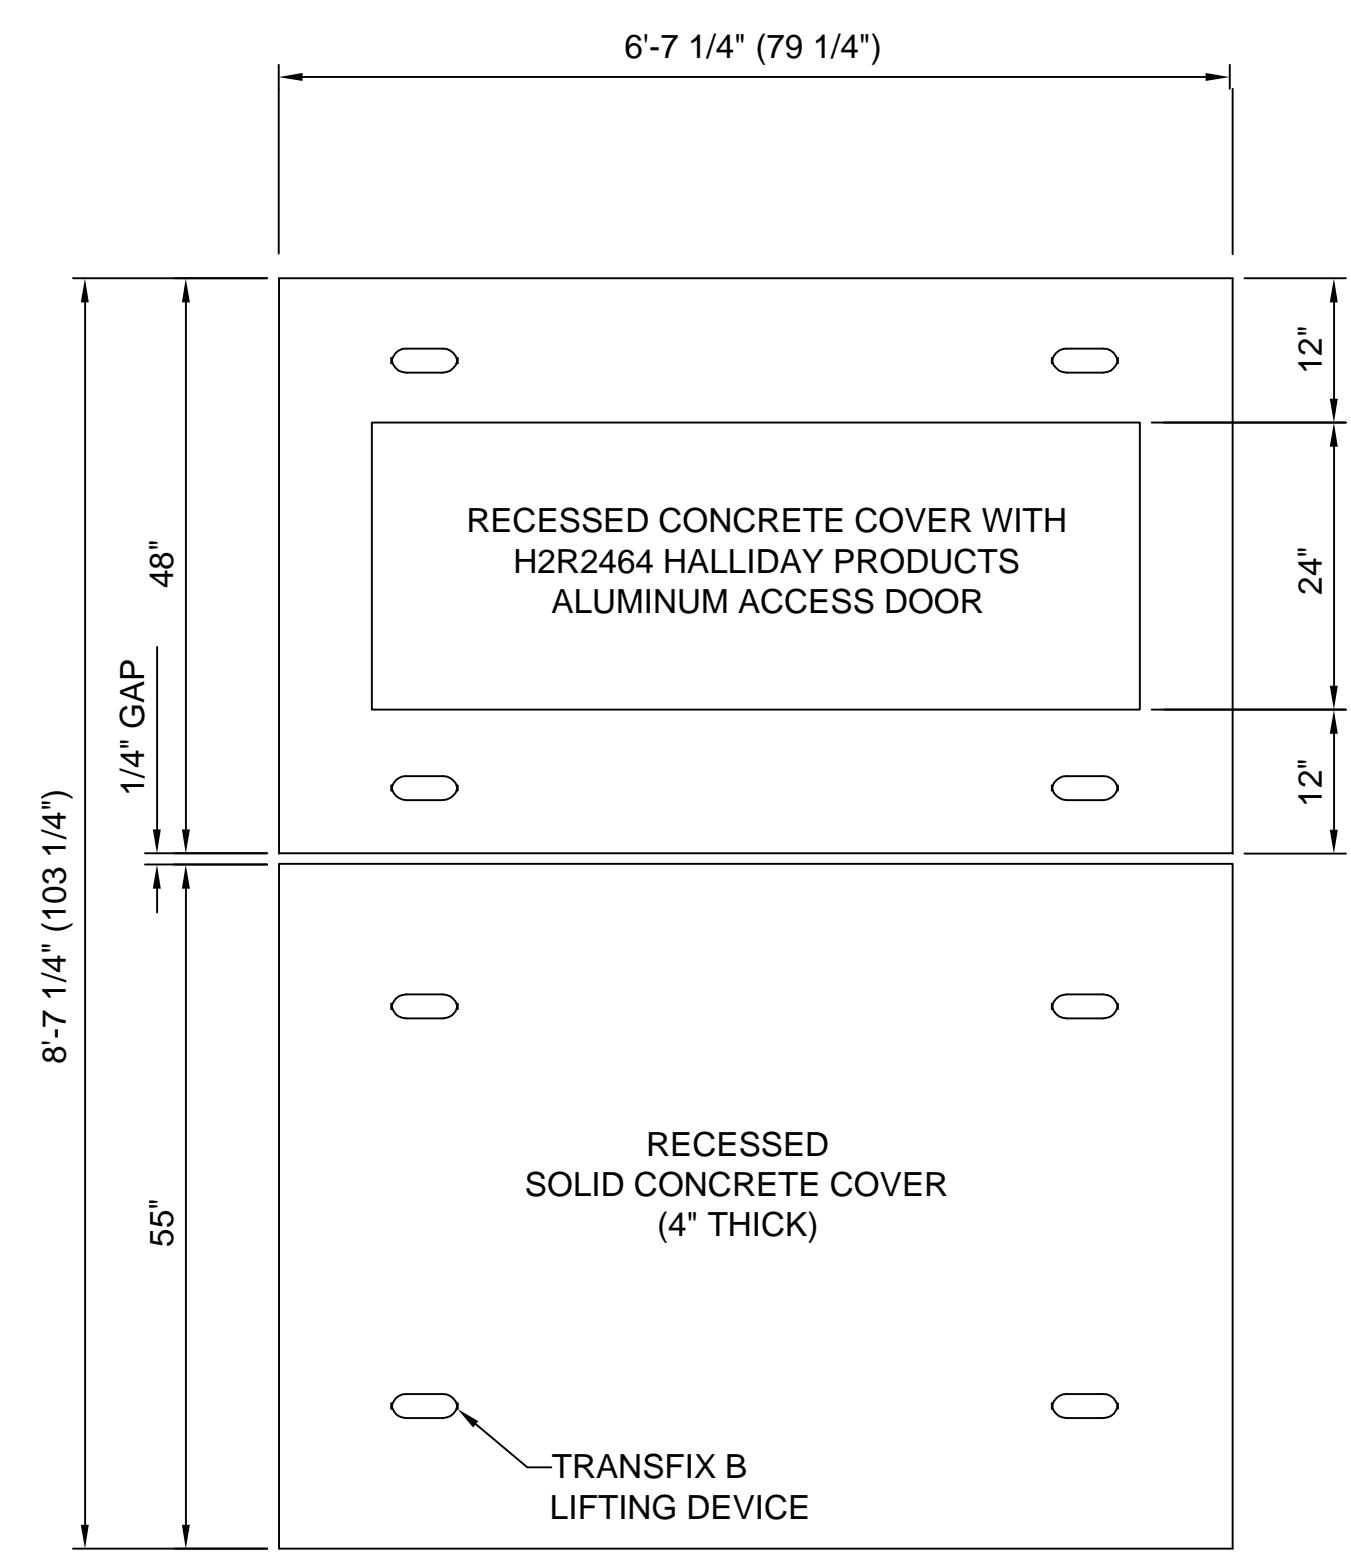 6'-7 1/4" (79 1/4")
12"
RECESSED CONCRETE COVER WITH
H2R2464 HALLIDAY PRODUCTS
ALUMINUM ACCESS DOOR
48"
24"
1/4" GAP
12"
8'-7 1/4" (103 1/4")
RECESSED
SOLID CONCRETE COVER
(4" THICK)
55"
TRANSFIX B
LIFTING DEVICE